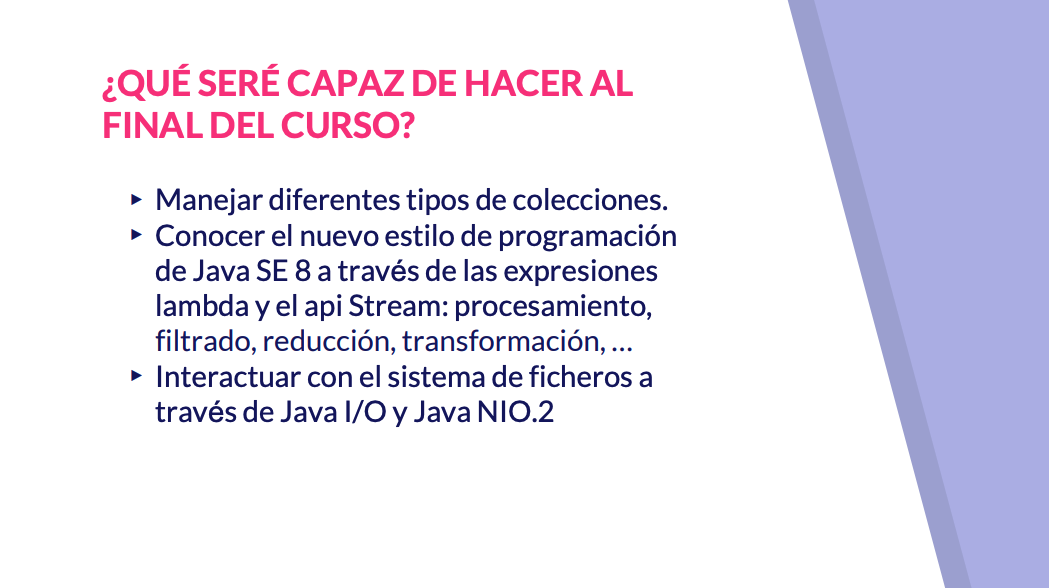 ¿QUÉ SERÉ CAPAZ DE HACER AL
FINAL DEL CURSO?
▸ Manejar diferentes tipos de colecciones.
▸ Conocer el nuevo estilo de programación
de Java SE 8 a través de las expresiones
lambda y el api Stream: procesamiento,
filtrado, reducción, transformación, …
▸ Interactuar con el sistema de ficheros a
través de Java I/O y Java NIO.2